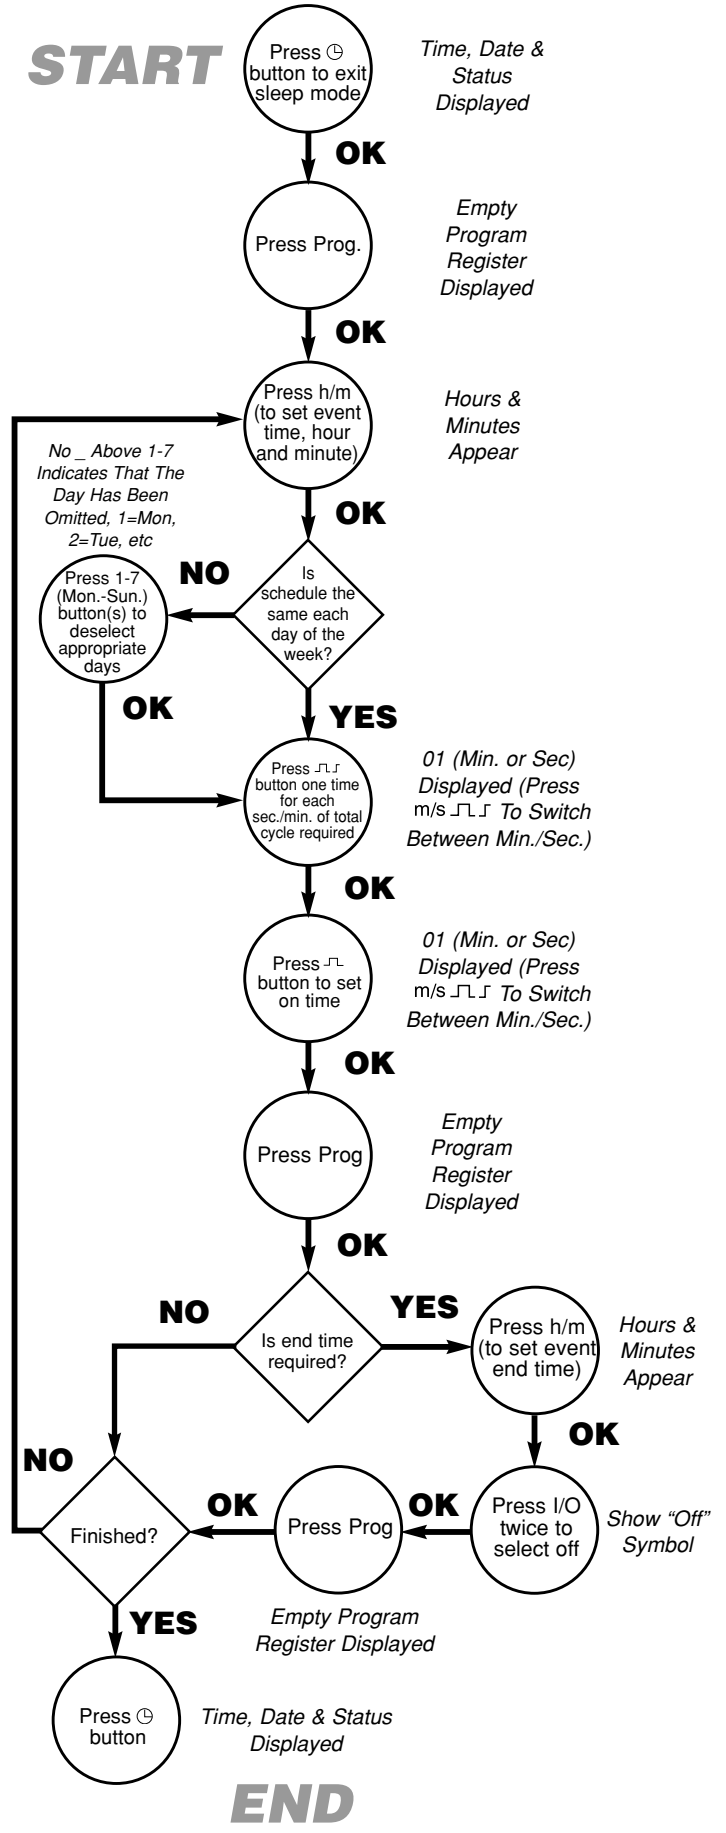 START
Press
button to exit
sleep mode
Time, Date &
Status
Displayed
OK
Press Prog.
Empty
Program
Register
Displayed
OK
Press h/m
(to set event
time, hour
and minute)
Hours &
Minutes
Appear
OK
No _ Above 1-7
Indicates That The
Day Has Been
Omitted, 1=Mon,
2=Tue, etc
Is
schedule the
same each
day of the
week?
NO
Press 1-7
(Mon.-Sun.)
button(s) to
deselect
appropriate
days
OK
YES
Press
button one time
for each
sec./min. of total
cycle required
01 (Min. or Sec)
Displayed (Press
m/s To Switch
Between Min./Sec.)
OK
Press
button to set
on time
01 (Min. or Sec)
Displayed (Press
m/s To Switch
Between Min./Sec.)
OK
Press Prog
Empty
Program
Register
Displayed
OK
Is end time
required?
NO
YES
Press h/m
(to set event
end time)
Hours &
Minutes
Appear
OK
Press I/O
twice to
select off
Show “Off”
Symbol
OK
Press Prog
Empty Program
Register Displayed
OK
Finished?
NO
YES
Press
button
Time, Date & Status
Displayed
END